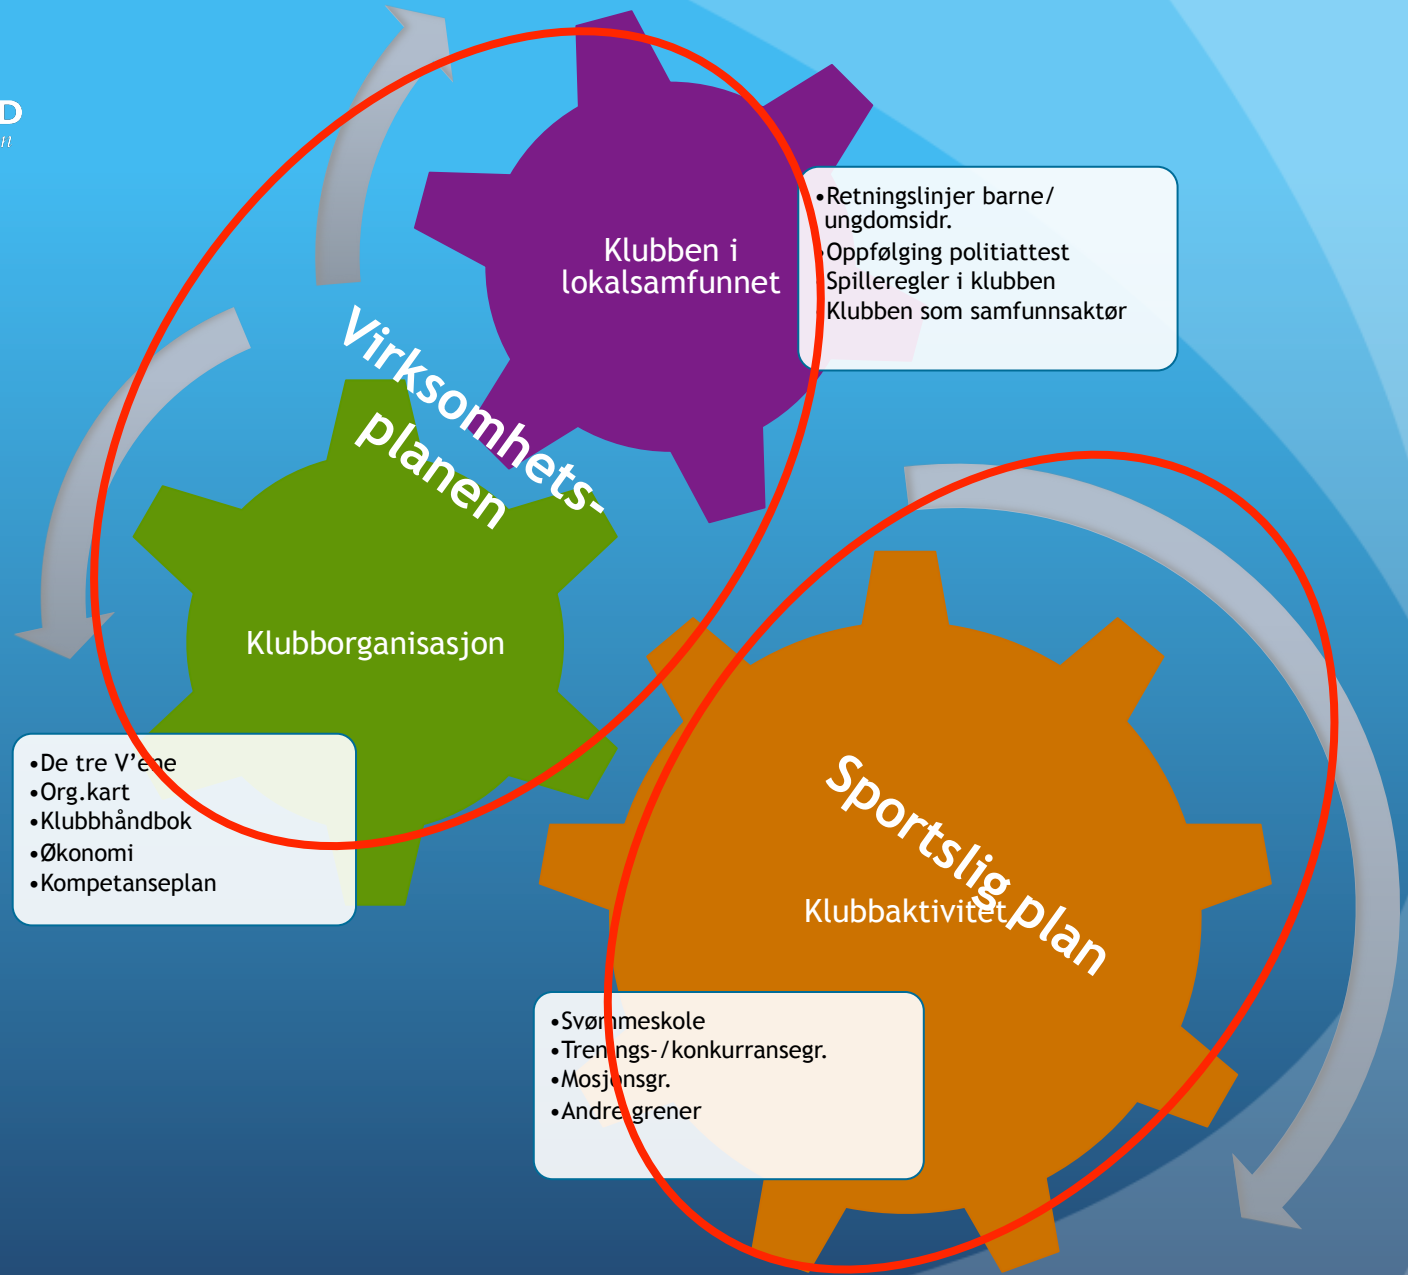 D
Klubben i
lokalsamfunnet
•Retningslinjer barne/
ungdomsidr.
•Oppfølging politiattest
Spilleregler i klubben
Klubben som samfunnsaktør
Virksomhets-
planen
Klubborganisasjon
•De tre V’ene
•Org.kart
•Klubbhåndbok
•Økonomi
•Kompetanseplan
Sportslig plan
Klubbaktivitet
•Svømmeskole
•Trenings-/konkurransegr.
•Mosjonsgr.
•Andre grener